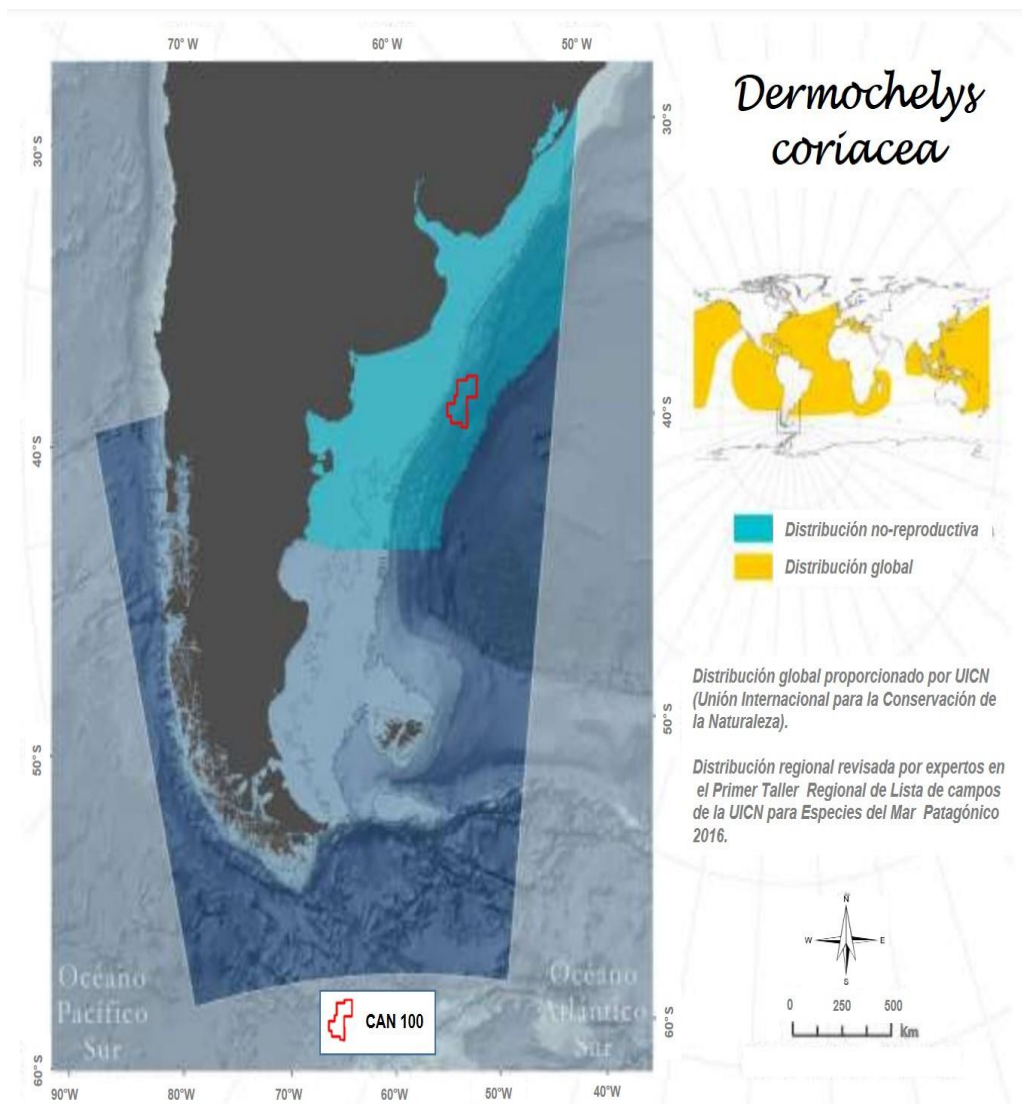 70° W
60° W
50° W
Dermochelys
coriacea
30°S
30°S
40°S
40°S
50°S
50°S
60°S
60°S
Distribución no-reproductiva
Distribución global
Distribución global proporcionado por UICN
(Unión Internacional para la Conservación de
la Naturaleza).
Distribución regional revisada por expertos en
el Primer Taller Regional de Lista de campos
de la UICN para Especies del Mar Patagónico
2016.
N
W
E
S
0 250 500
Km
Océano
Pacífico
Sur
CAN 100
Océano
Atlántico
Sur
90°W
80°W
70°W
60°W
50°W
40°W